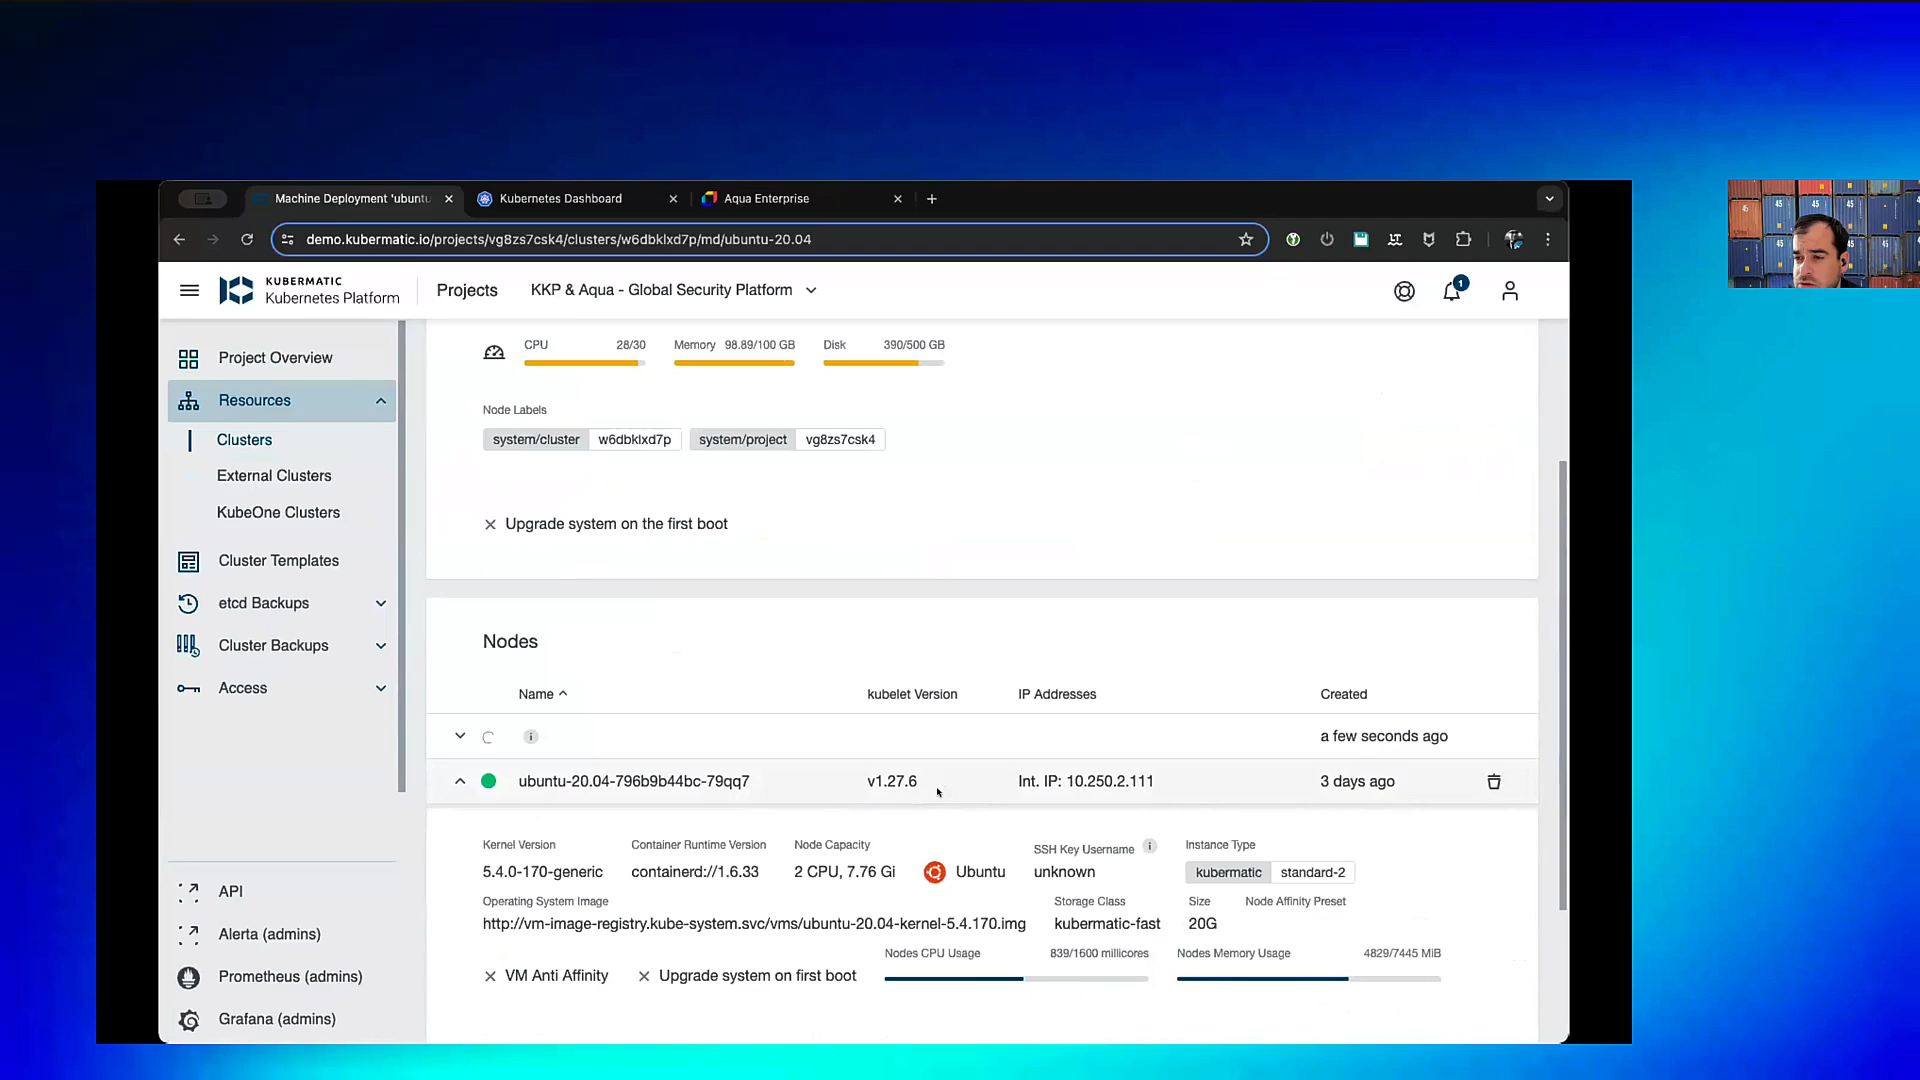 Machine Deployment 'ubuntu
Kubernetes Dashboard
Aqua Enterprise
demo.kubermatic.io/projects/vg8zs7csk4/clusters/w6dbklxd7p/md/ubuntu-20.04
KUBERMATIC
Kubernetes Platform
Projects
KKP & Aqua - Global Security Platform
1
Project Overview
Resources
Clusters
External Clusters
KubeOne Clusters
Cluster Templates
etcd Backups
Cluster Backups
Access
API
Alerta (admins)
Prometheus (admins)
Grafana (admins)
CPU 28/30 Memory 98.89/100 GB Disk 390/500 GB
Node Labels
system/cluster w6dbklxd7p system/project vg8zs7csk4
Upgrade system on the first boot
Nodes
Name kubelet Version IP Addresses Created
a few seconds ago
ubuntu-20.04-796b9b44bc-79qq7 v1.27.6 Int. IP: 10.250.2.111 3 days ago
Kernel Version Container Runtime Version Node Capacity SSH Key Username Instance Type
5.4.0-170-generic containerd://1.6.33 2 CPU, 7.76 Gi Ubuntu unknown kubermatic standard-2
Operating System Image Storage Class Size Node Affinity Preset
http://vm-image-registry.kube-system.svc/vms/ubuntu-20.04-kernel-5.4.170.img kubermatic-fast 20G
Nodes CPU Usage 839/1600 millicores Nodes Memory Usage 4829/7445 MiB
VM Anti Affinity Upgrade system on first boot